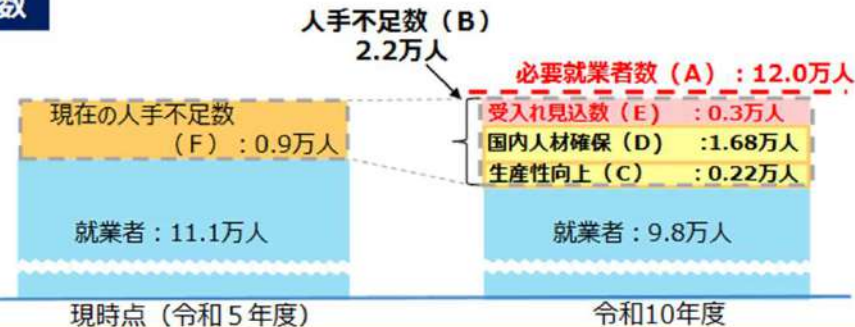 数
人手不足数（B）
2.2万人
必要就業者数（A）：12.0万人
現在の人手不足数
（F）：0.9万人
受入れ見込数（E）　：0.3万人
国内人材確保（D）　:1.68万人
生産性向上（C）　　：0.22万人
就業者：11.1万人
就業者：9.8万人
現時点（令和５年度）
令和10年度